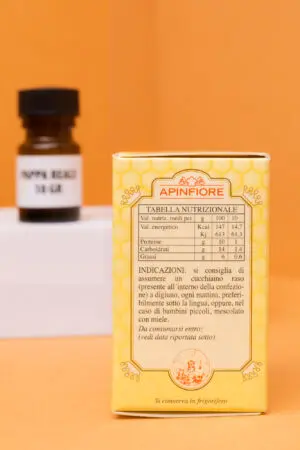 PAPPA REALE
10 GR
APINFIORE
TABELLA NUTRIZIONALE
Val. nutriz. medi per g 100 10
Val. energetico Kcal 147 14,7
Kj 613 61,3
Proteine g 10 1
Carboidrati g 14 1,4
Grassi g 6 0,6
INDICAZIONI: si consiglia di
assumere un cucchiaino raso
(presente all'interno della confezio-
ne) a digiuno, ogni mattina, preferi-
bilmente sotto la lingua, oppure, nel
caso di bambini piccoli, mescolato
con miele.
Da consumarsi entro:
(vedi data riportata sotto)
Si conserva in frigorifero